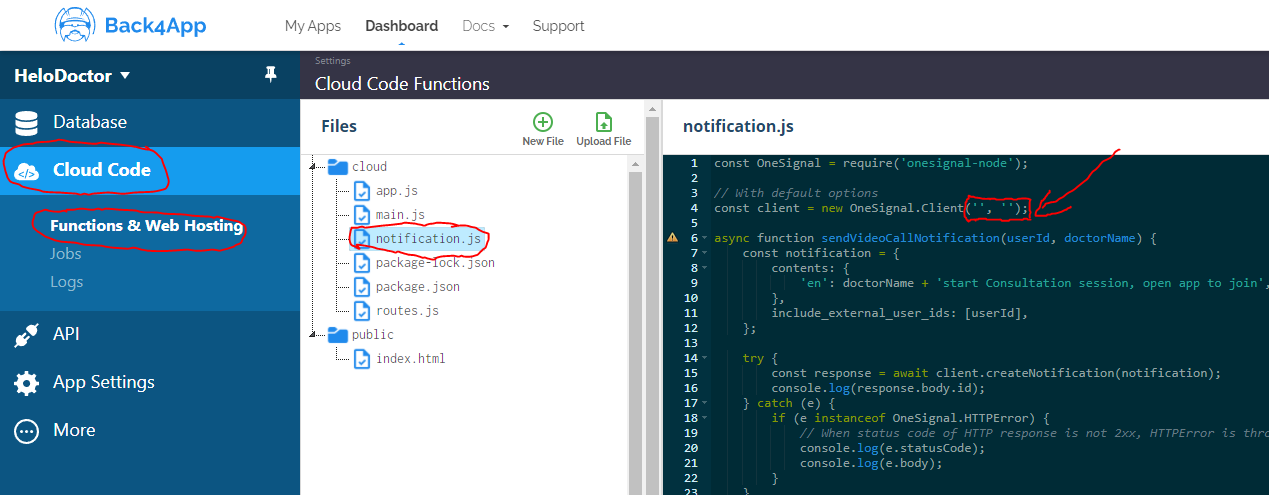 Back4App
My Apps
Dashboard
Docs
Support
HeloDoctor
Database
Cloud Code
Functions & Web Hosting
Jobs
Logs
API
App Settings
More
Settings
Cloud Code Functions
Files
New File
Upload File
cloud
app.js
main.js
notification.js
package-lock.json
package.json
routes.js
public
index.html
notification.js
1 const OneSignal = require('onesignal-node');
2
3 // With default options
4 const client = new OneSignal.Client('', '');
5
6 async function sendVideoCallNotification(userId, doctorName) {
7 const notification = {
8 contents: {
9 'en': doctorName + 'start Consultation session, open app to join',
10 },
11 include_external_user_ids: [userId],
12 };
13
14 try {
15 const response = await client.createNotification(notification);
16 console.log(response.body.id);
17 } catch (e) {
18 if (e instanceof OneSignal.HTTPError) {
19 // When status code of HTTP response is not 2xx, HTTPError is thro
20 console.log(e.statusCode);
21 console.log(e.body);
22 }
23 }